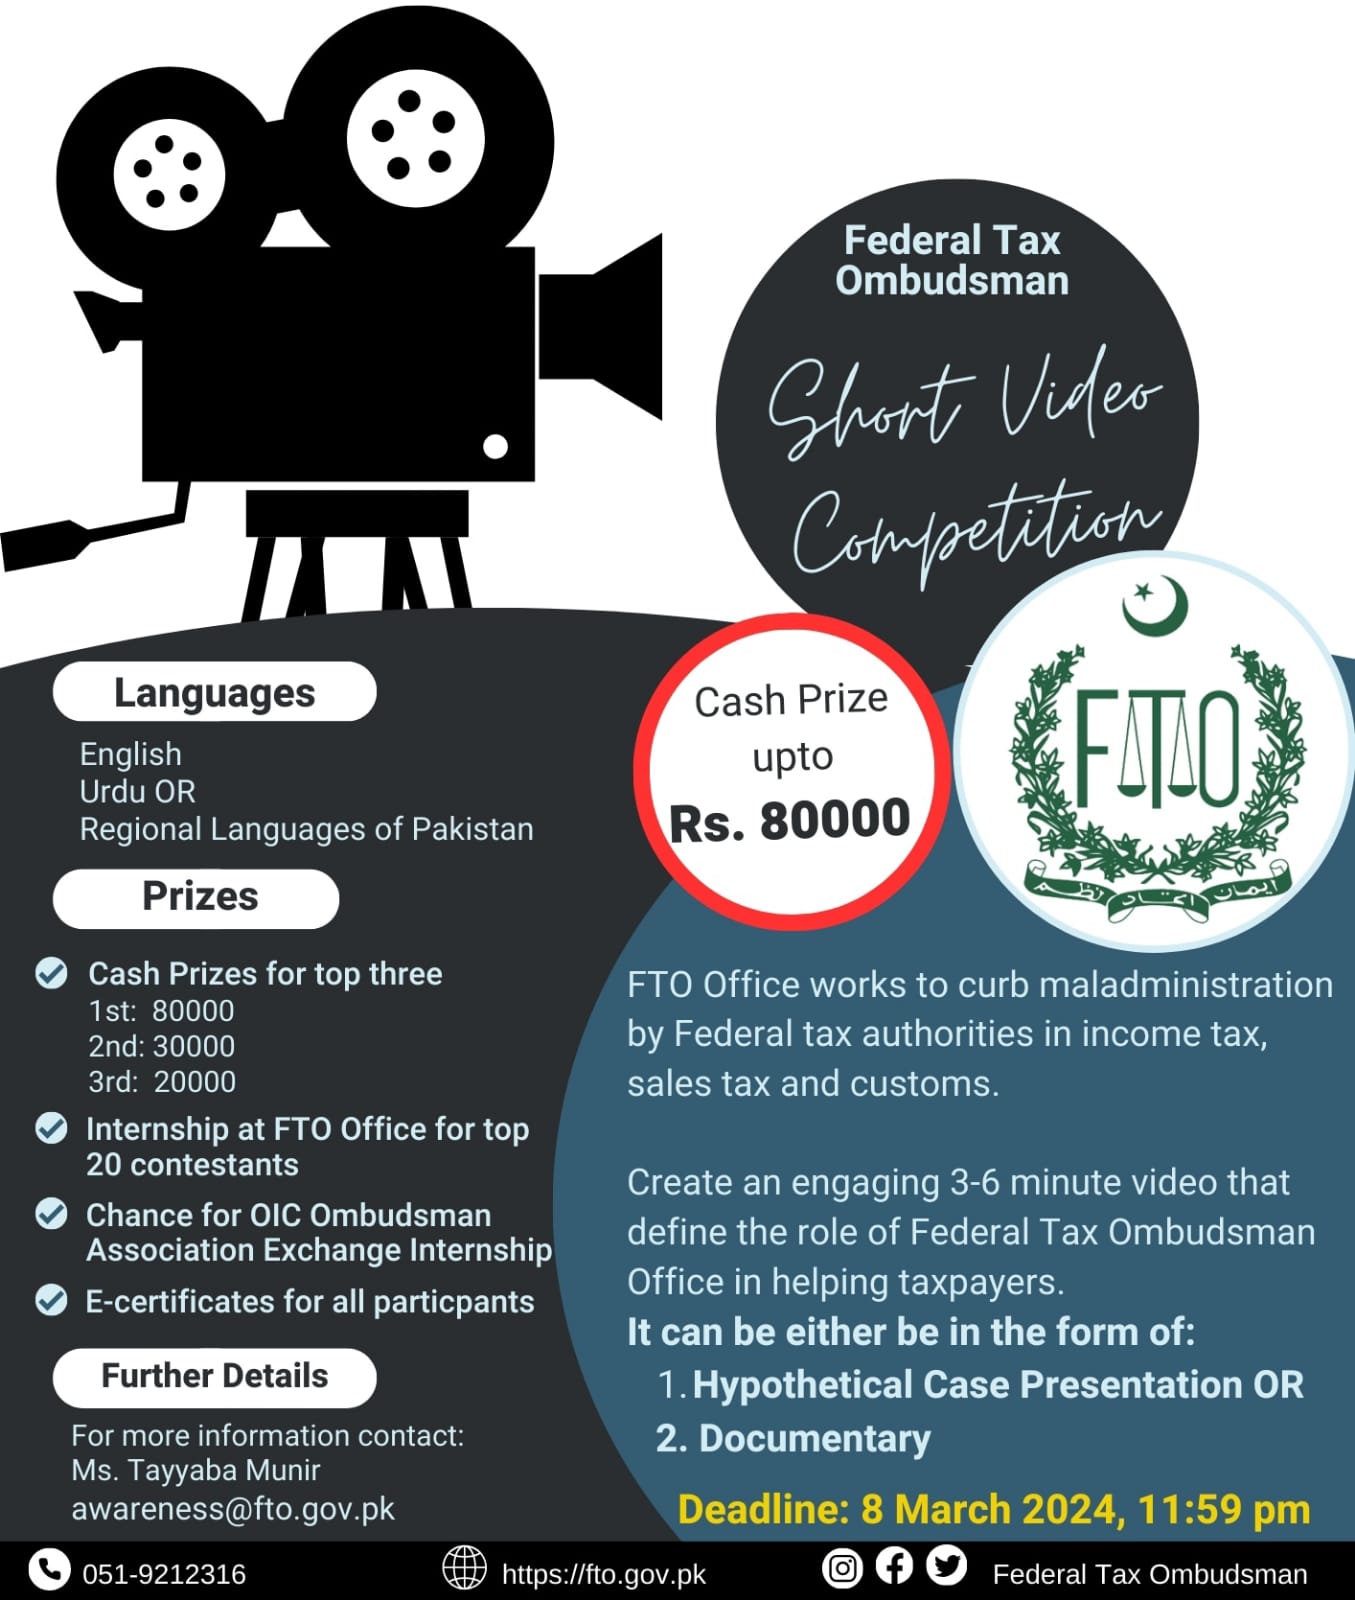 Federal Tax
Ombudsman
Short Video
Competition
Cash Prize
upto
Rs. 80000
FTO
ایمان
اتحاد
نظم
Languages
English
Urdu OR
Regional Languages of Pakistan
Prizes
Cash Prizes for top three
1st: 80000
2nd: 30000
3rd: 20000
Internship at FTO Office for top
20 contestants
Chance for OIC Ombudsman
Association Exchange Internship
E-certificates for all particpants
Further Details
For more information contact:
Ms. Tayyaba Munir
awareness@fto.gov.pk
FTO Office works to curb maladministration
by Federal tax authorities in income tax,
sales tax and customs.
Create an engaging 3-6 minute video that
define the role of Federal Tax Ombudsman
Office in helping taxpayers.
It can be either be in the form of:
1. Hypothetical Case Presentation OR
2. Documentary
Deadline: 8 March 2024, 11:59 pm
051-9212316
https://fto.gov.pk
Federal Tax Ombudsman